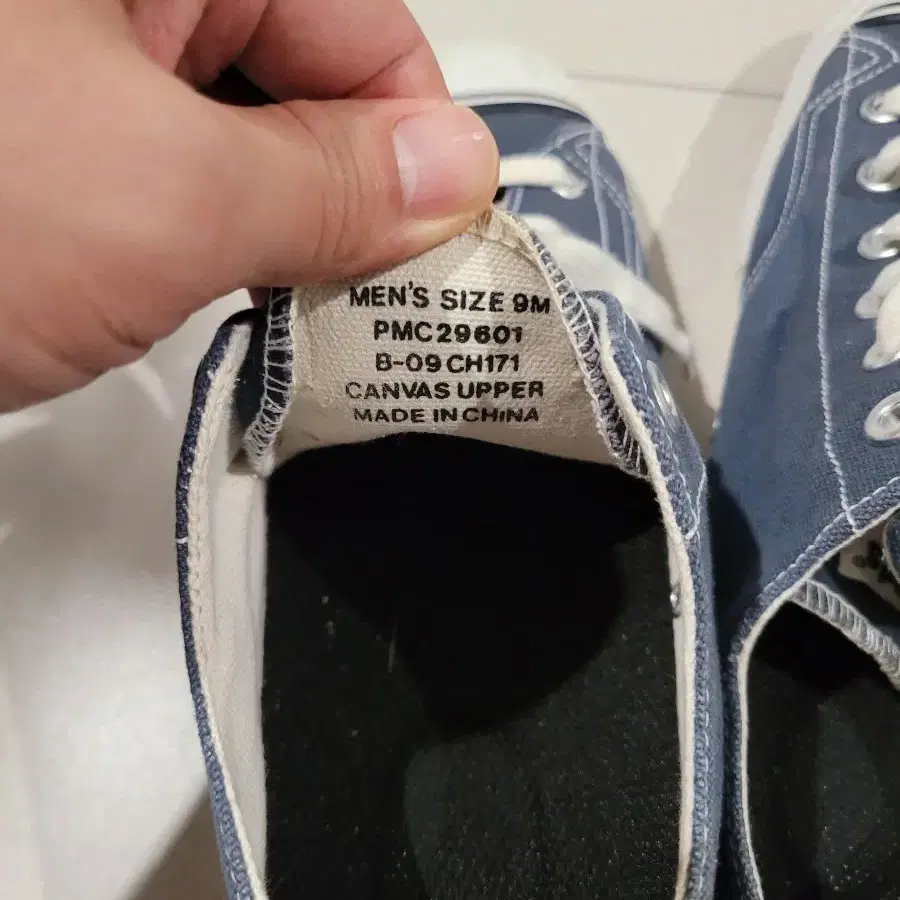 MEN'S SIZE 9M
PMC29601
B-09 CH171
CANVAS UPPER
MADE IN CHINA